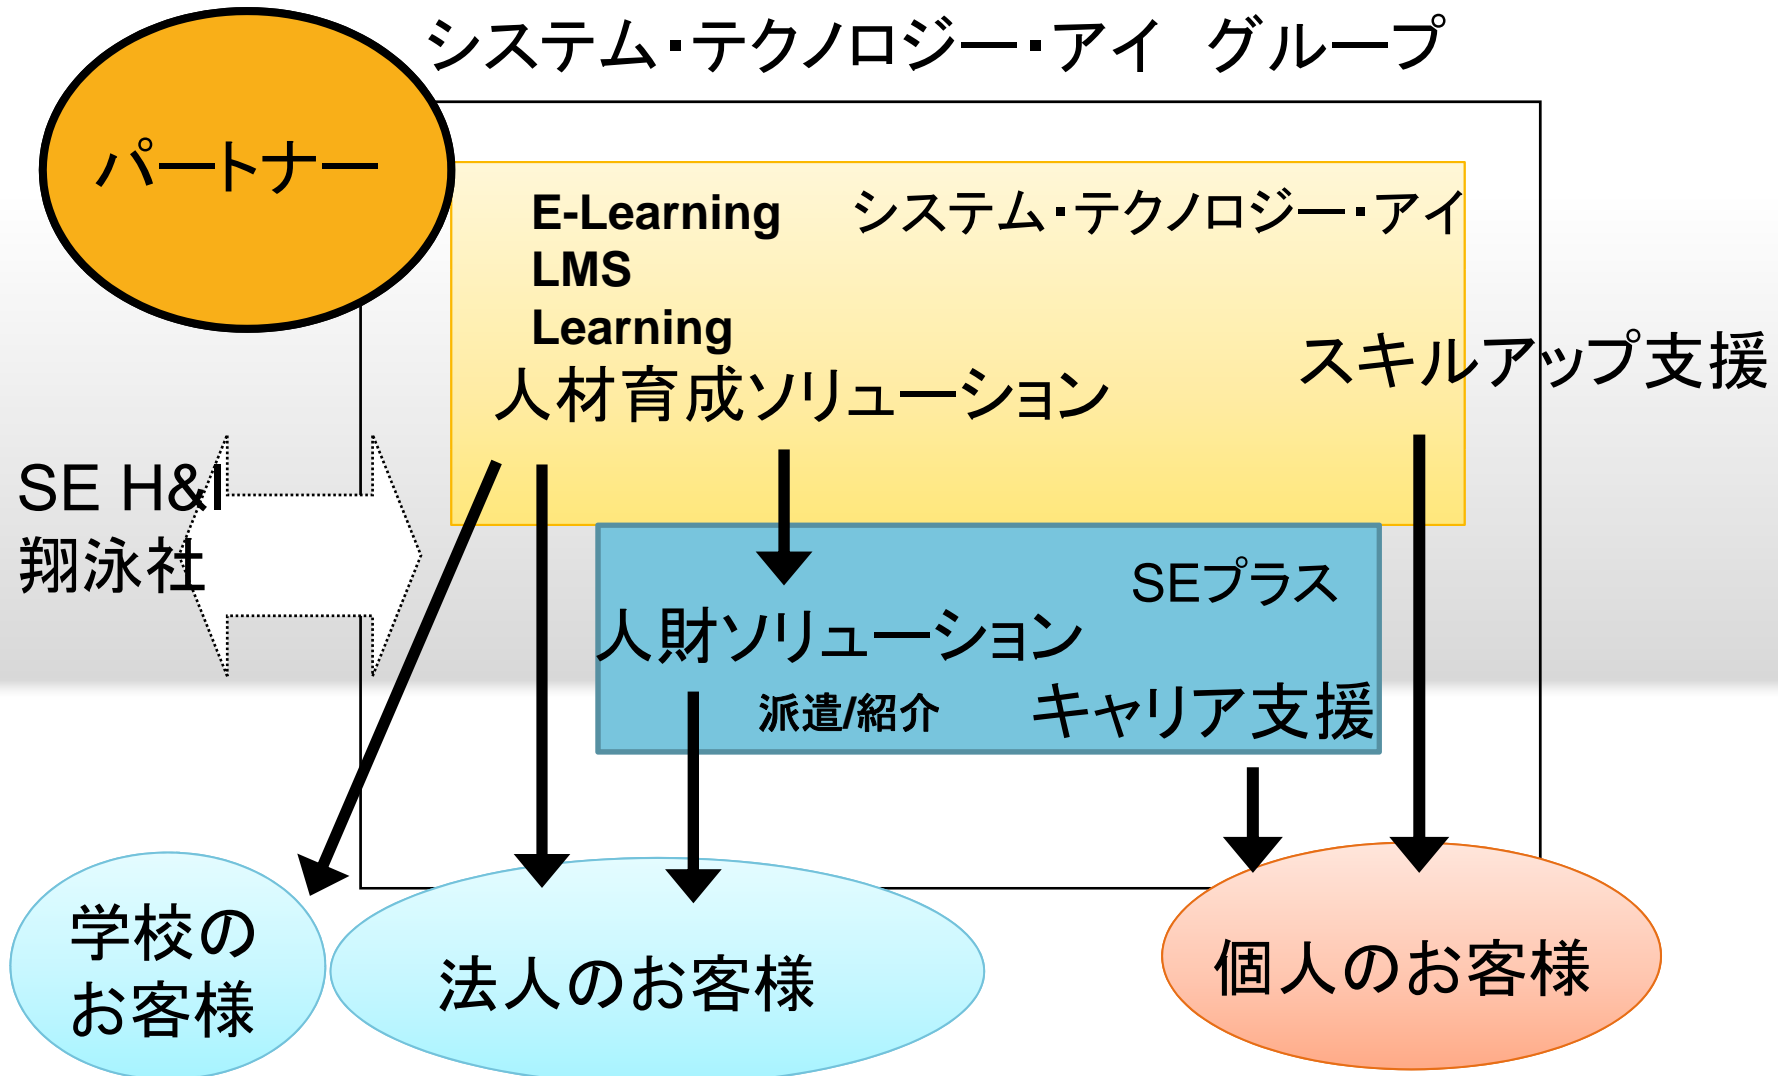 システム・テクノロジー・アイ　グループ
パートナー
E-Learning
LMS
Learning
人材育成ソリューション
システム・テクノロジー・アイ
スキルアップ支援
SE H&I
翔泳社
SEプラス
人財ソリューション
派遣/紹介
キャリア支援
学校の
お客様
法人のお客様
個人のお客様